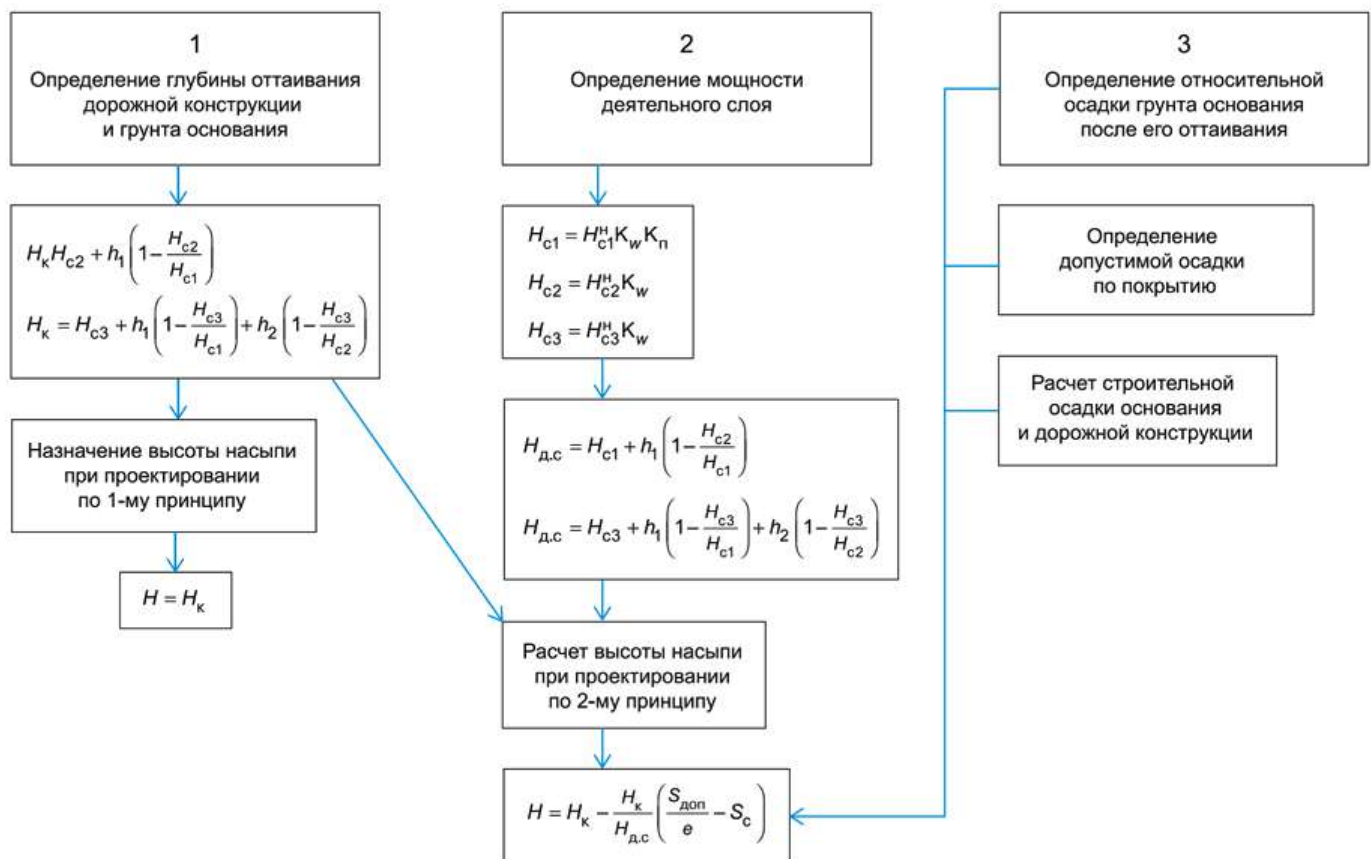 1
Определение глубины оттаивания
дорожной конструкции
и грунта основания
H_к H_с2 + h_1 (1 − H_с2 / H_с1)
H_к = H_с3 + h_1 (1 − H_с3 / H_с1) + h_2 (1 − H_с3 / H_с2)
Назначение высоты насыпи
при проектировании
по 1-му принципу
H = H_к
2
Определение мощности
деятельного слоя
H_с1 = H^н_с1 K_w K_п
H_с2 = H^н_с2 K_w
H_с3 = H^н_с3 K_w
H_д.с = H_с1 + h_1 (1 − H_с2 / H_с1)
H_д.с = H_с3 + h_1 (1 − H_с3 / H_с1) + h_2 (1 − H_с3 / H_с2)
Расчет высоты насыпи
при проектировании
по 2-му принципу
H = H_к − H_к / H_д.с (S_доп / e − S_с)
3
Определение относительной
осадки грунта основания
после его оттаивания
Определение
допустимой осадки
по покрытию
Расчет строительной
осадки основания
и дорожной конструкции